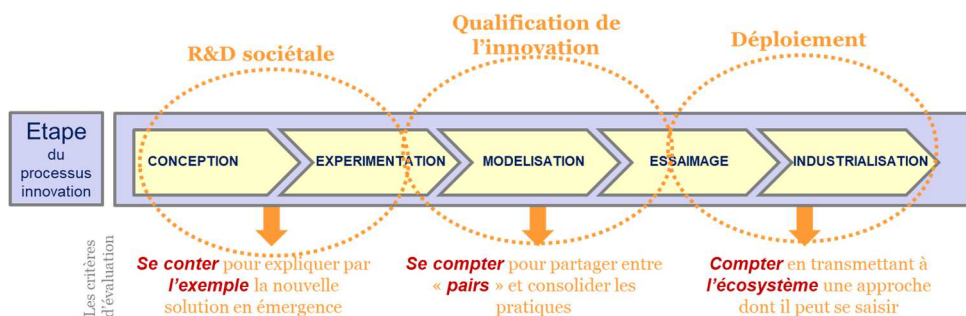 R&D sociétale
Qualification de
l'innovation
Déploiement
Etape
du
processus
innovation
CONCEPTION
EXPERIMENTATION
MODELISATION
ESSAIMAGE
INDUSTRIALISATION
Les critères
d'évaluation
Se conter pour expliquer par
l'exemple la nouvelle
solution en émergence
Se compter pour partager entre
« pairs » et consolider les
pratiques
Compter en transmettant à
l'écosystème une approche
dont il peut se saisir